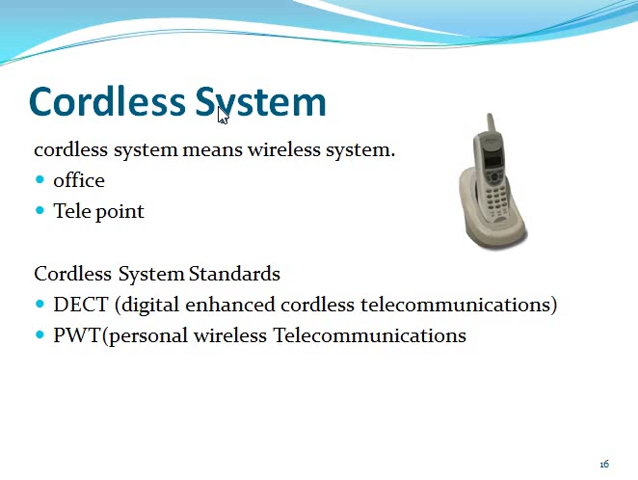 Cordless System
cordless system means wireless system.
office
Tele point
Cordless System Standards
DECT (digital enhanced cordless telecommunications)
PWT(personal wireless Telecommunications
16